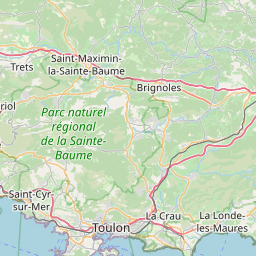 Saint-Maximin-
la-Sainte-Baume
Trets
Brignoles
riol
Parc naturel
régional
de la Sainte-
Baume
Saint-Cyr-
sur-Mer
Toulon
La Crau
La Londe-
les-Maures